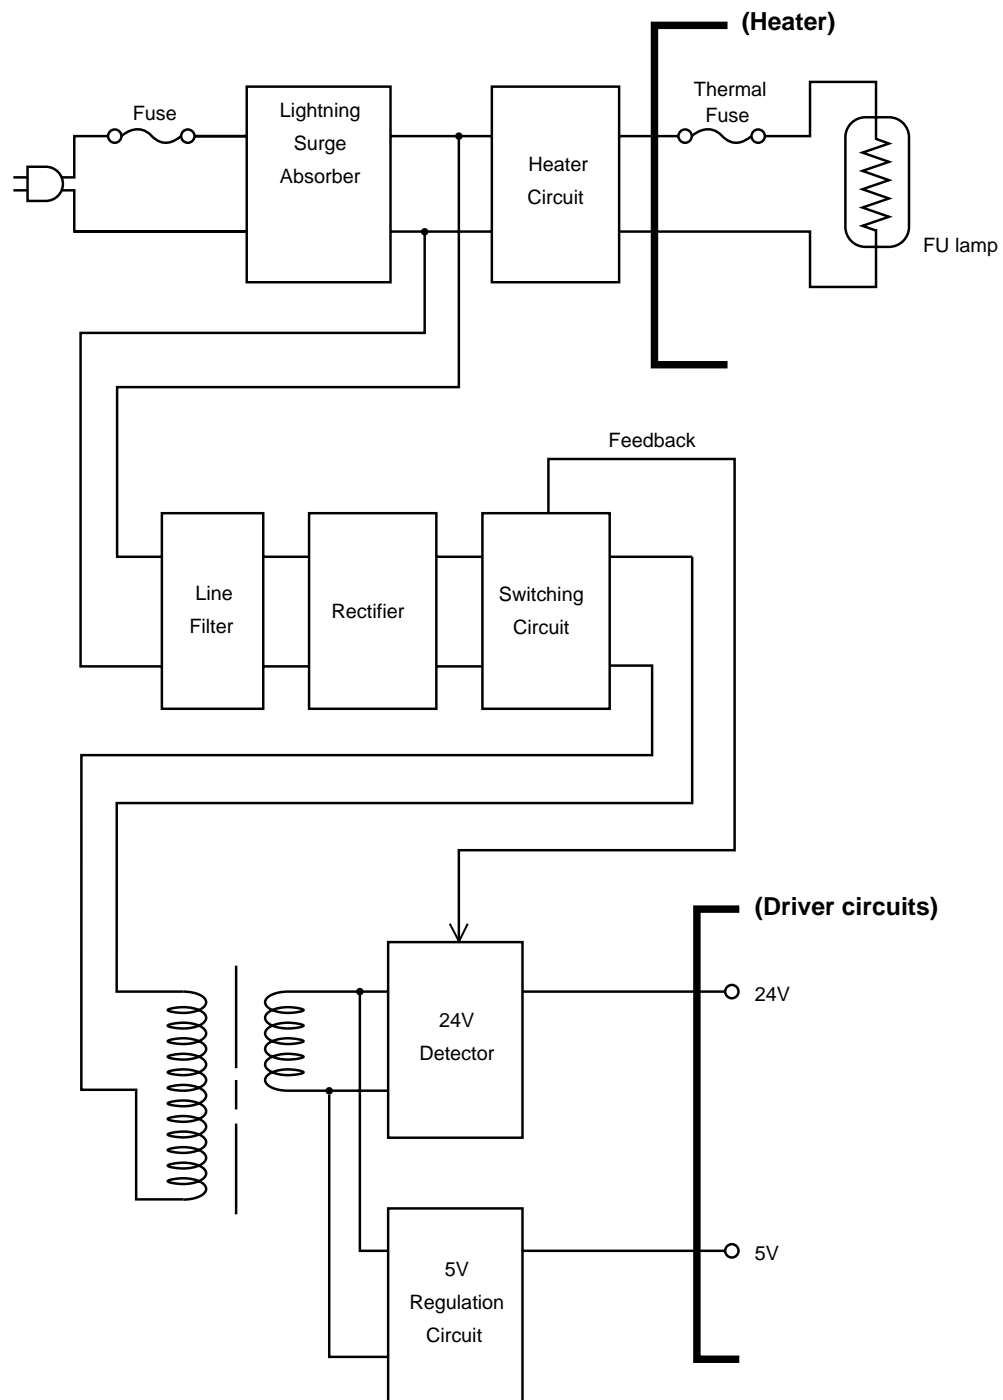 (Heater)
Fuse
Lightning
Surge
Absorber
Heater
Circuit
Thermal
Fuse
FU lamp
Feedback
Line
Filter
Rectifier
Switching
Circuit
(Driver circuits)
24V
Detector
24V
5V
Regulation
Circuit
5V